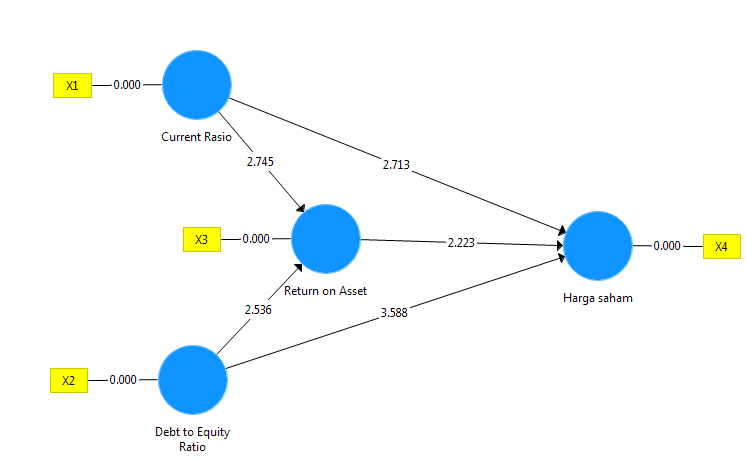 X1
0.000
Current Rasio
2.745
2.713
X3
0.000
Return on Asset
2.223
Harga saham
0.000
X4
2.536
3.588
X2
0.000
Debt to Equity
Ratio